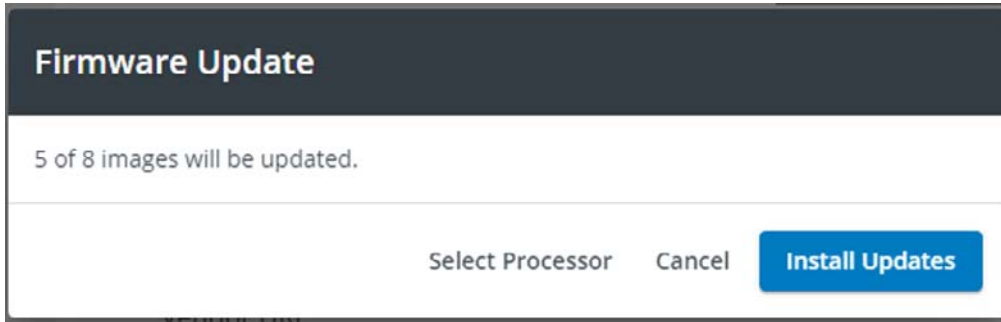 Firmware Update
5 of 8 images will be updated.
Select Processor Cancel Install Updates